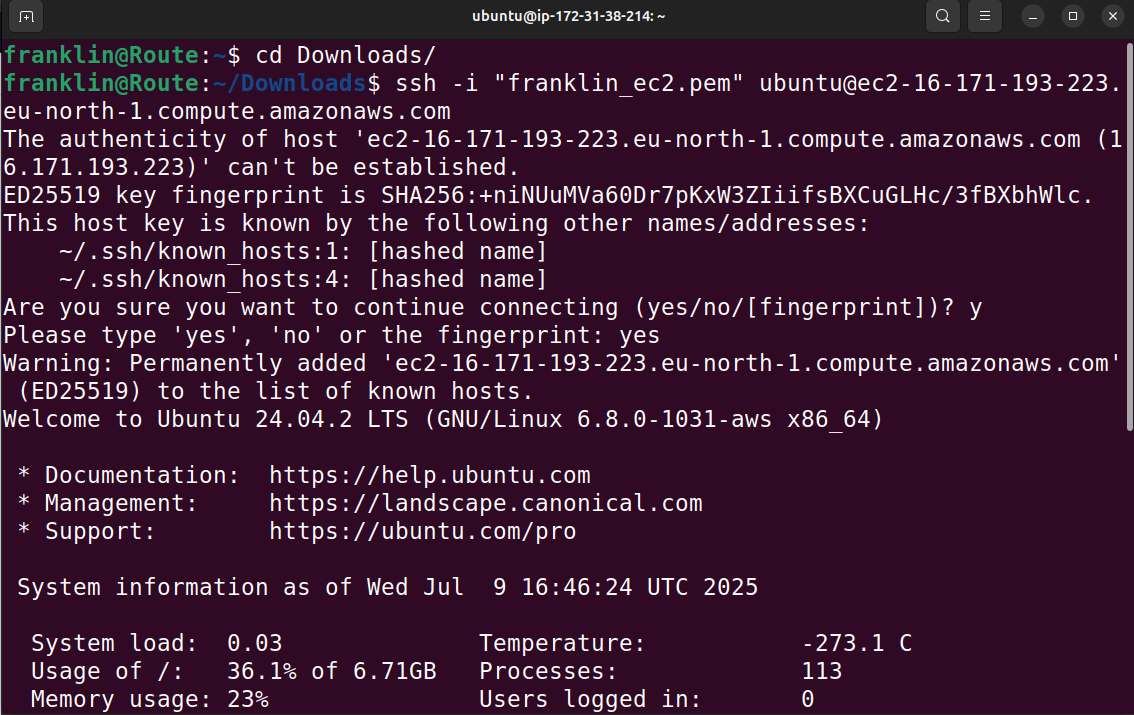 ubuntu@ip-172-31-38-214: ~
franklin@Route:~$ cd Downloads/
franklin@Route:~/Downloads$ ssh -i "franklin_ec2.pem" ubuntu@ec2-16-171-193-223.
eu-north-1.compute.amazonaws.com
The authenticity of host 'ec2-16-171-193-223.eu-north-1.compute.amazonaws.com (1
6.171.193.223)' can't be established.
ED25519 key fingerprint is SHA256:+niNUuMVa60Dr7pKxW3ZIiifsBXCuGLHc/3fBXbhWlc.
This host key is known by the following other names/addresses:
    ~/.ssh/known_hosts:1: [hashed name]
    ~/.ssh/known_hosts:4: [hashed name]
Are you sure you want to continue connecting (yes/no/[fingerprint])? y
Please type 'yes', 'no' or the fingerprint: yes
Warning: Permanently added 'ec2-16-171-193-223.eu-north-1.compute.amazonaws.com'
 (ED25519) to the list of known hosts.
Welcome to Ubuntu 24.04.2 LTS (GNU/Linux 6.8.0-1031-aws x86_64)

 * Documentation:  https://help.ubuntu.com
 * Management:     https://landscape.canonical.com
 * Support:        https://ubuntu.com/pro

 System information as of Wed Jul  9 16:46:24 UTC 2025

  System load:  0.03              Temperature:           -273.1 C
  Usage of /:   36.1% of 6.71GB   Processes:             113
  Memory usage: 23%               Users logged in:       0